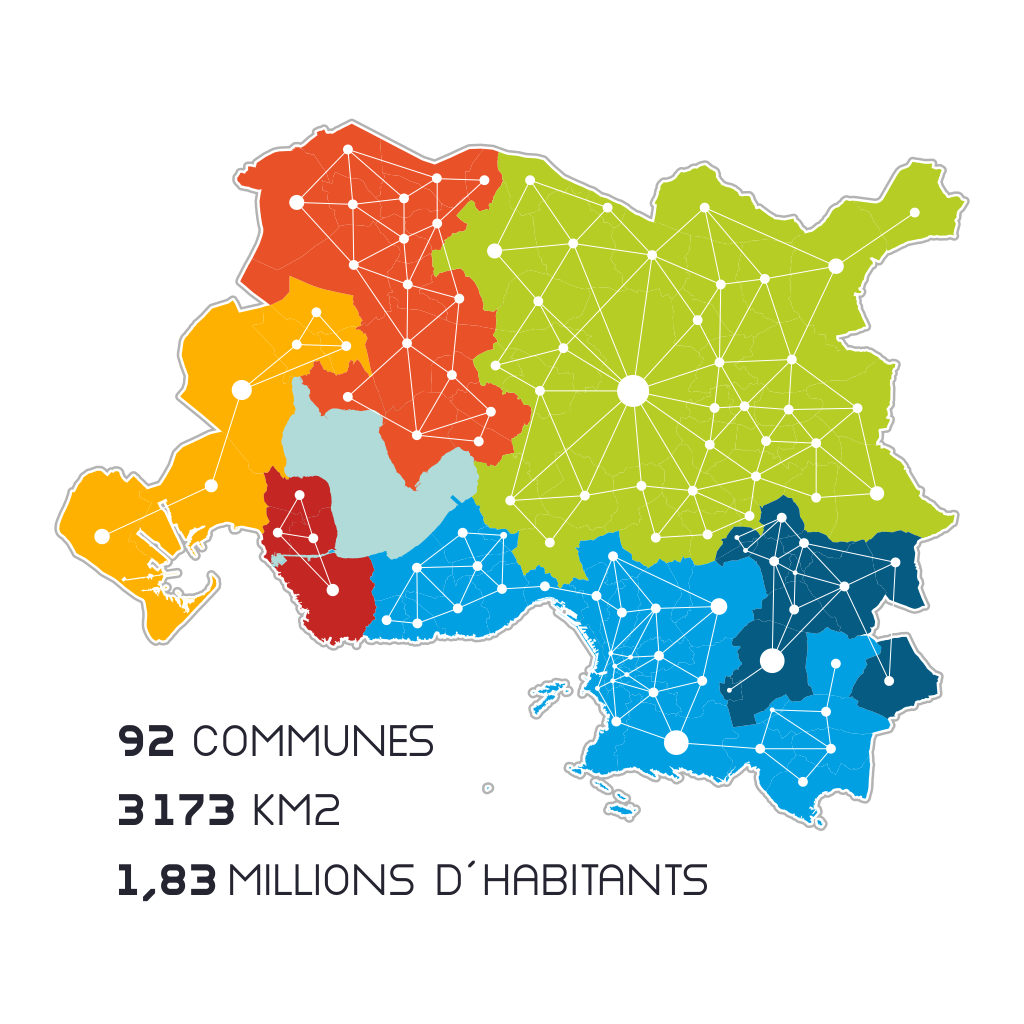 92 COMMUNES
3173 KM2
1,83 MILLIONS D´HABITANTS